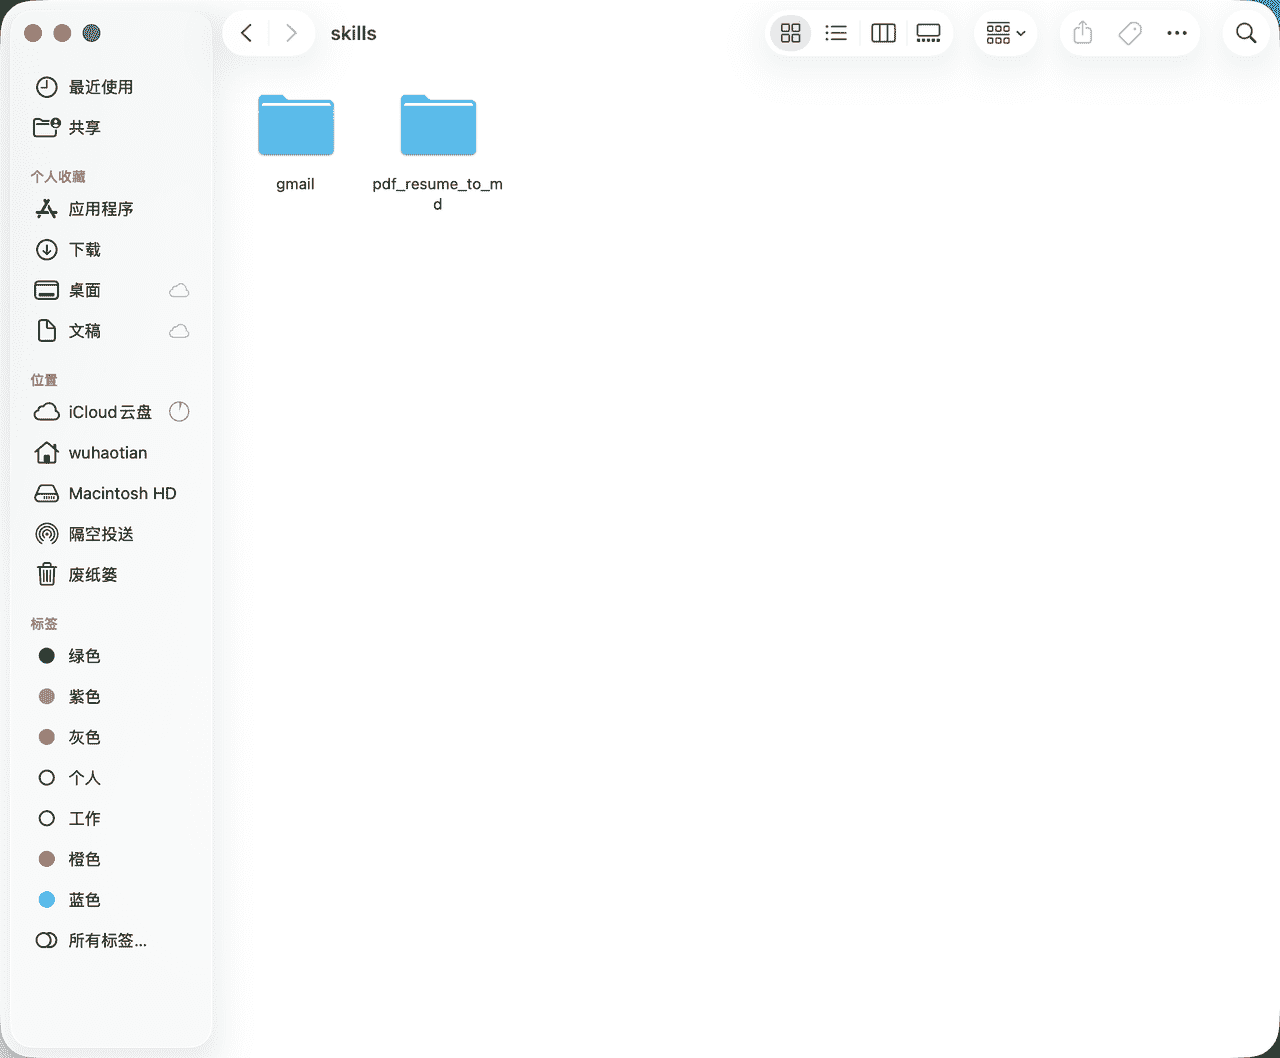 skills
最近使用
共享
个人收藏
应用程序
下载
桌面
文稿
位置
iCloud云盘
wuhaotian
Macintosh HD
隔空投送
废纸篓
标签
绿色
紫色
灰色
个人
工作
橙色
蓝色
所有标签...
gmail
pdf_resume_to_m
d